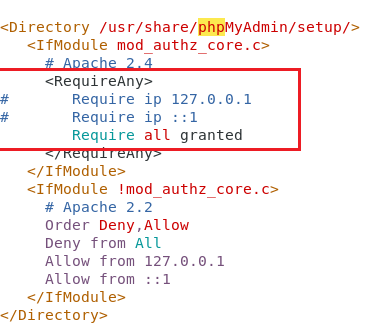 <Directory /usr/share/phpMyAdmin/setup/>
<IfModule mod_authz_core.c>
# Apache 2.4
<RequireAny>
# Require ip 127.0.0.1
# Require ip ::1
Require all granted
</RequireAny>
</IfModule>
<IfModule !mod_authz_core.c>
# Apache 2.2
Order Deny,Allow
Deny from All
Allow from 127.0.0.1
Allow from ::1
</IfModule>
</Directory>